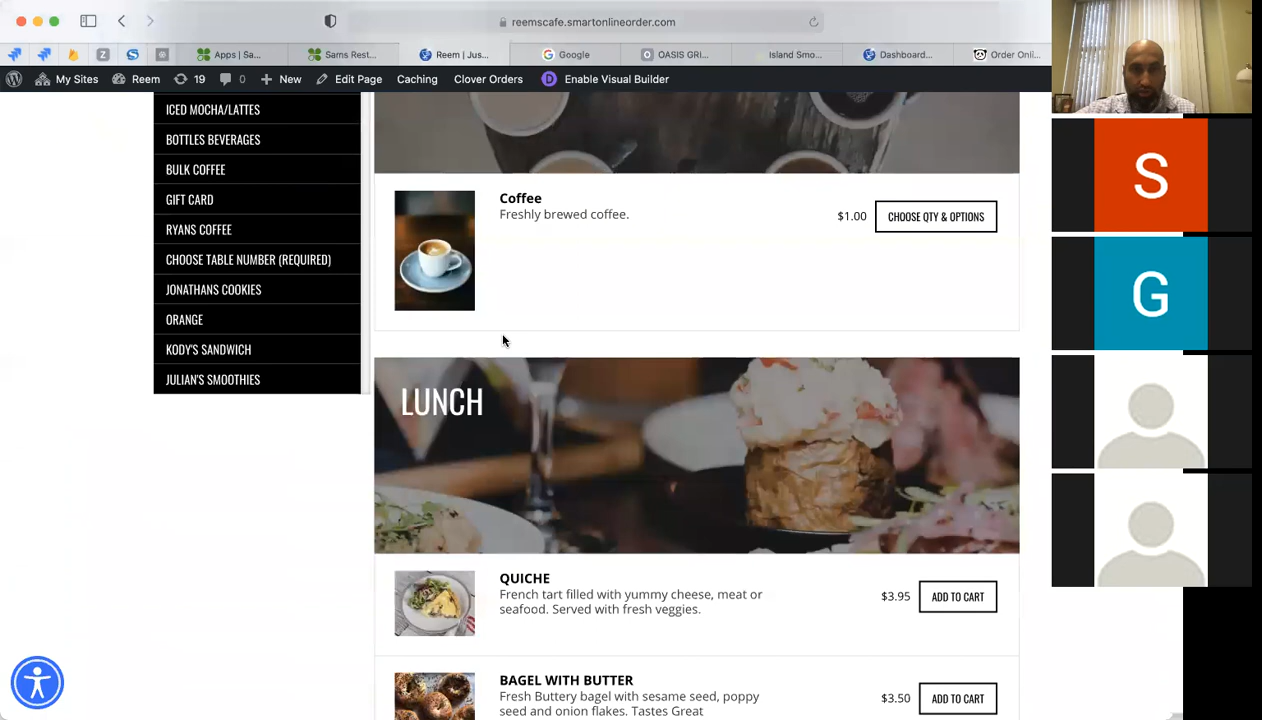 reemscafe.smartonlineorder.com
Apps | Sa...
Sams Rest...
Reem | Jus...
Google
OASIS GRI...
Island Smo...
Dashboard...
Order Onli...
My Sites
Reem
19
0
New
Edit Page
Caching
Clover Orders
D
Enable Visual Builder
ICED MOCHA/LATTES
BOTTLES BEVERAGES
BULK COFFEE
GIFT CARD
RYANS COFFEE
CHOOSE TABLE NUMBER (REQUIRED)
JONATHANS COOKIES
ORANGE
KODY'S SANDWICH
JULIAN'S SMOOTHIES
Coffee
Freshly brewed coffee.
$1.00
CHOOSE QTY & OPTIONS
LUNCH
QUICHE
French tart filled with yummy cheese, meat or
seafood. Served with fresh veggies.
$3.95
ADD TO CART
BAGEL WITH BUTTER
Fresh Buttery bagel with sesame seed, poppy
seed and onion flakes. Tastes Great
$3.50
ADD TO CART
S
G